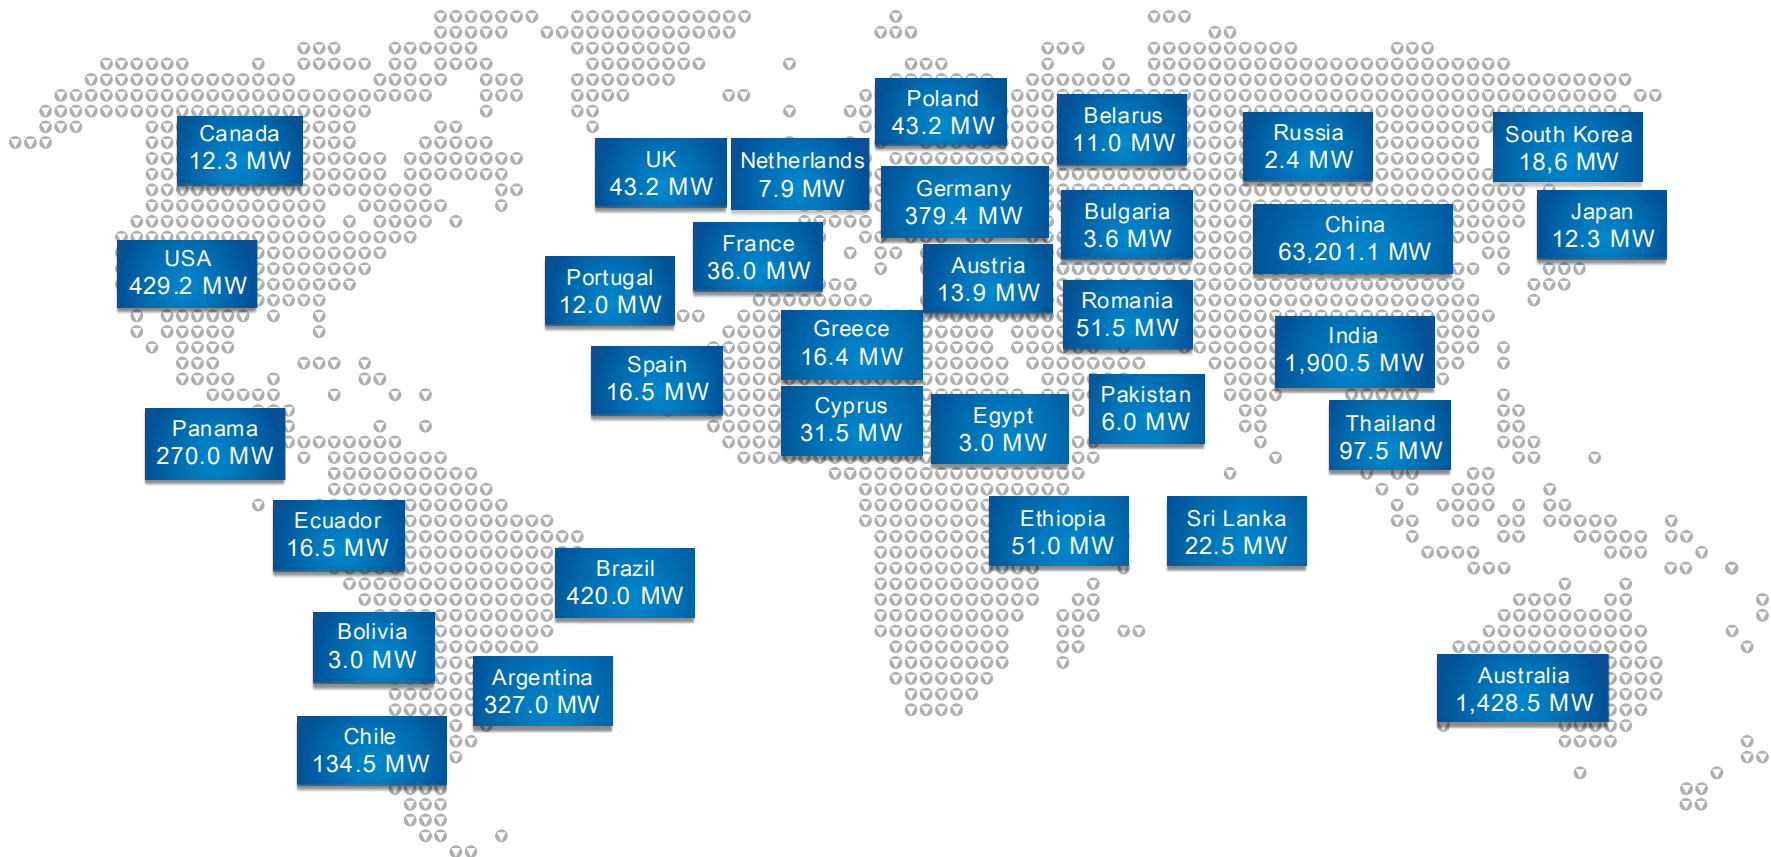 Poland
43.2 MW
Belarus
11.0 MW
Russia
2.4 MW
South Korea
18,6 MW
Canada
12.3 MW
UK
43.2 MW
Netherlands
7.9 MW
Germany
379.4 MW
Bulgaria
3.6 MW
China
63,201.1 MW
Japan
12.3 MW
USA
429.2 MW
France
36.0 MW
Portugal
12.0 MW
Austria
13.9 MW
Romania
51.5 MW
Greece
16.4 MW
India
1,900.5 MW
Spain
16.5 MW
Cyprus
31.5 MW
Egypt
3.0 MW
Pakistan
6.0 MW
Thailand
97.5 MW
Panama
270.0 MW
Ecuador
16.5 MW
Ethiopia
51.0 MW
Sri Lanka
22.5 MW
Brazil
420.0 MW
Bolivia
3.0 MW
Argentina
327.0 MW
Australia
1,428.5 MW
Chile
134.5 MW